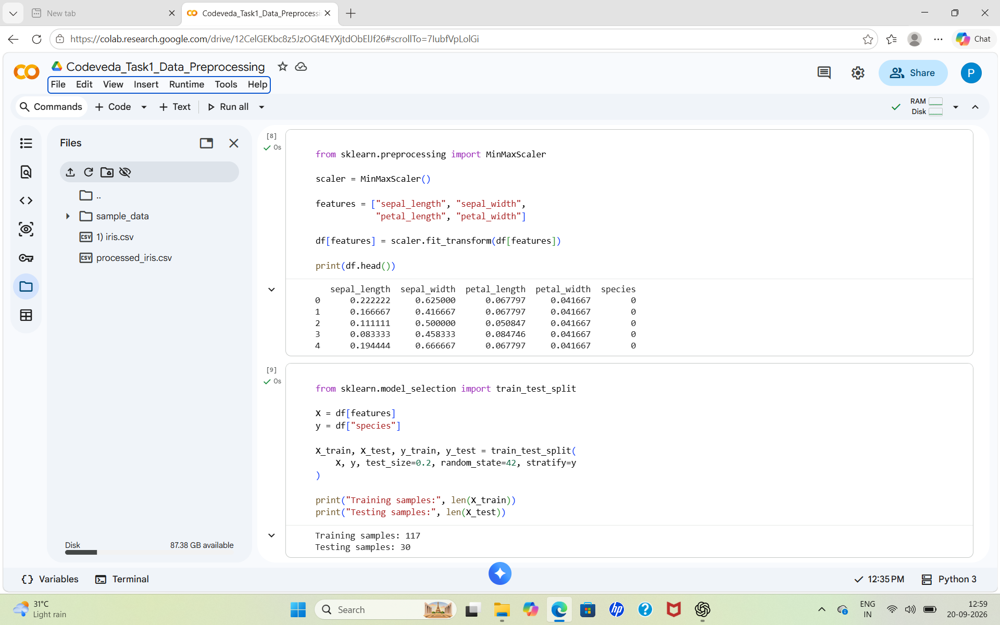 New tab
Codeveda_Task1_Data_Preprocessi
https://colab.research.google.com/drive/12CelGEKbc8z5JzOGt4EYXjtdObElJf26#scrollTo=7IubfVpLolGi
Chat
Codeveda_Task1_Data_Preprocessing
File Edit View Insert Runtime Tools Help
Share
P
Commands + Code + Text Run all
RAM
Disk
Files
..
sample_data
CSV 1) iris.csv
CSV processed_iris.csv
Disk 87.38 GB available
[8]
0s
from sklearn.preprocessing import MinMaxScaler
scaler = MinMaxScaler()
features = ["sepal_length", "sepal_width",
"petal_length", "petal_width"]
df[features] = scaler.fit_transform(df[features])
print(df.head())
sepal_length sepal_width petal_length petal_width species
0 0.222222 0.625000 0.067797 0.041667 0
1 0.166667 0.416667 0.067797 0.041667 0
2 0.111111 0.500000 0.050847 0.041667 0
3 0.083333 0.458333 0.084746 0.041667 0
4 0.194444 0.666667 0.067797 0.041667 0
[9]
0s
from sklearn.model_selection import train_test_split
X = df[features]
y = df["species"]
X_train, X_test, y_train, y_test = train_test_split(
X, y, test_size=0.2, random_state=42, stratify=y
)
print("Training samples:", len(X_train))
print("Testing samples:", len(X_test))
Training samples: 117
Testing samples: 30
{} Variables Terminal
12:35 PM Python 3
31°C
Light rain
Search
hp
ENG
IN
12:59
20-09-2026